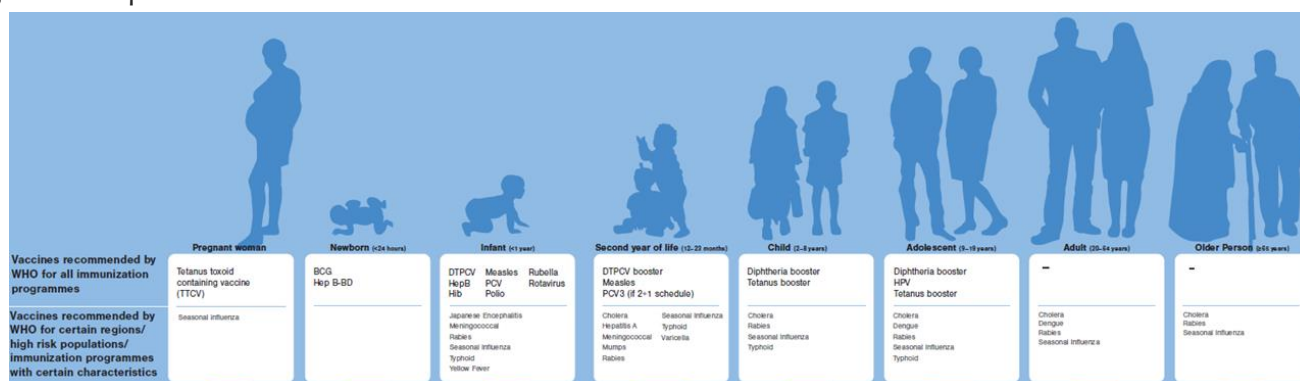 Pregnant woman
Newborn (<24 hours)
Infant (<1 year)
Second year of life (12–23 months)
Child (2–8 years)
Adolescent (9–19 years)
Adult (20–64 years)
Older Person (≥65 years)
Vaccines recommended by
WHO for all immunization
programmes
Tetanus toxoid
containing vaccine
(TTCV)
BCG
Hep B-BD
DTPCV Measles Rubella
HepB PCV Rotavirus
Hib Polio
DTPCV booster
Measles
PCV3 (if 2+1 schedule)
Diphtheria booster
Tetanus booster
Diphtheria booster
HPV
Tetanus booster
–
–
Vaccines recommended by
WHO for certain regions/
high risk populations/
immunization programmes
with certain characteristics
Seasonal influenza
Japanese Encephalitis
Meningococcal
Rabies
Seasonal Influenza
Typhoid
Yellow Fever
Cholera Seasonal Influenza
Hepatitis A Typhoid
Meningococcal Varicella
Mumps
Rabies
Cholera
Rabies
Seasonal Influenza
Typhoid
Cholera
Dengue
Rabies
Seasonal Influenza
Typhoid
Cholera
Dengue
Rabies
Seasonal Influenza
Cholera
Rabies
Seasonal Influenza